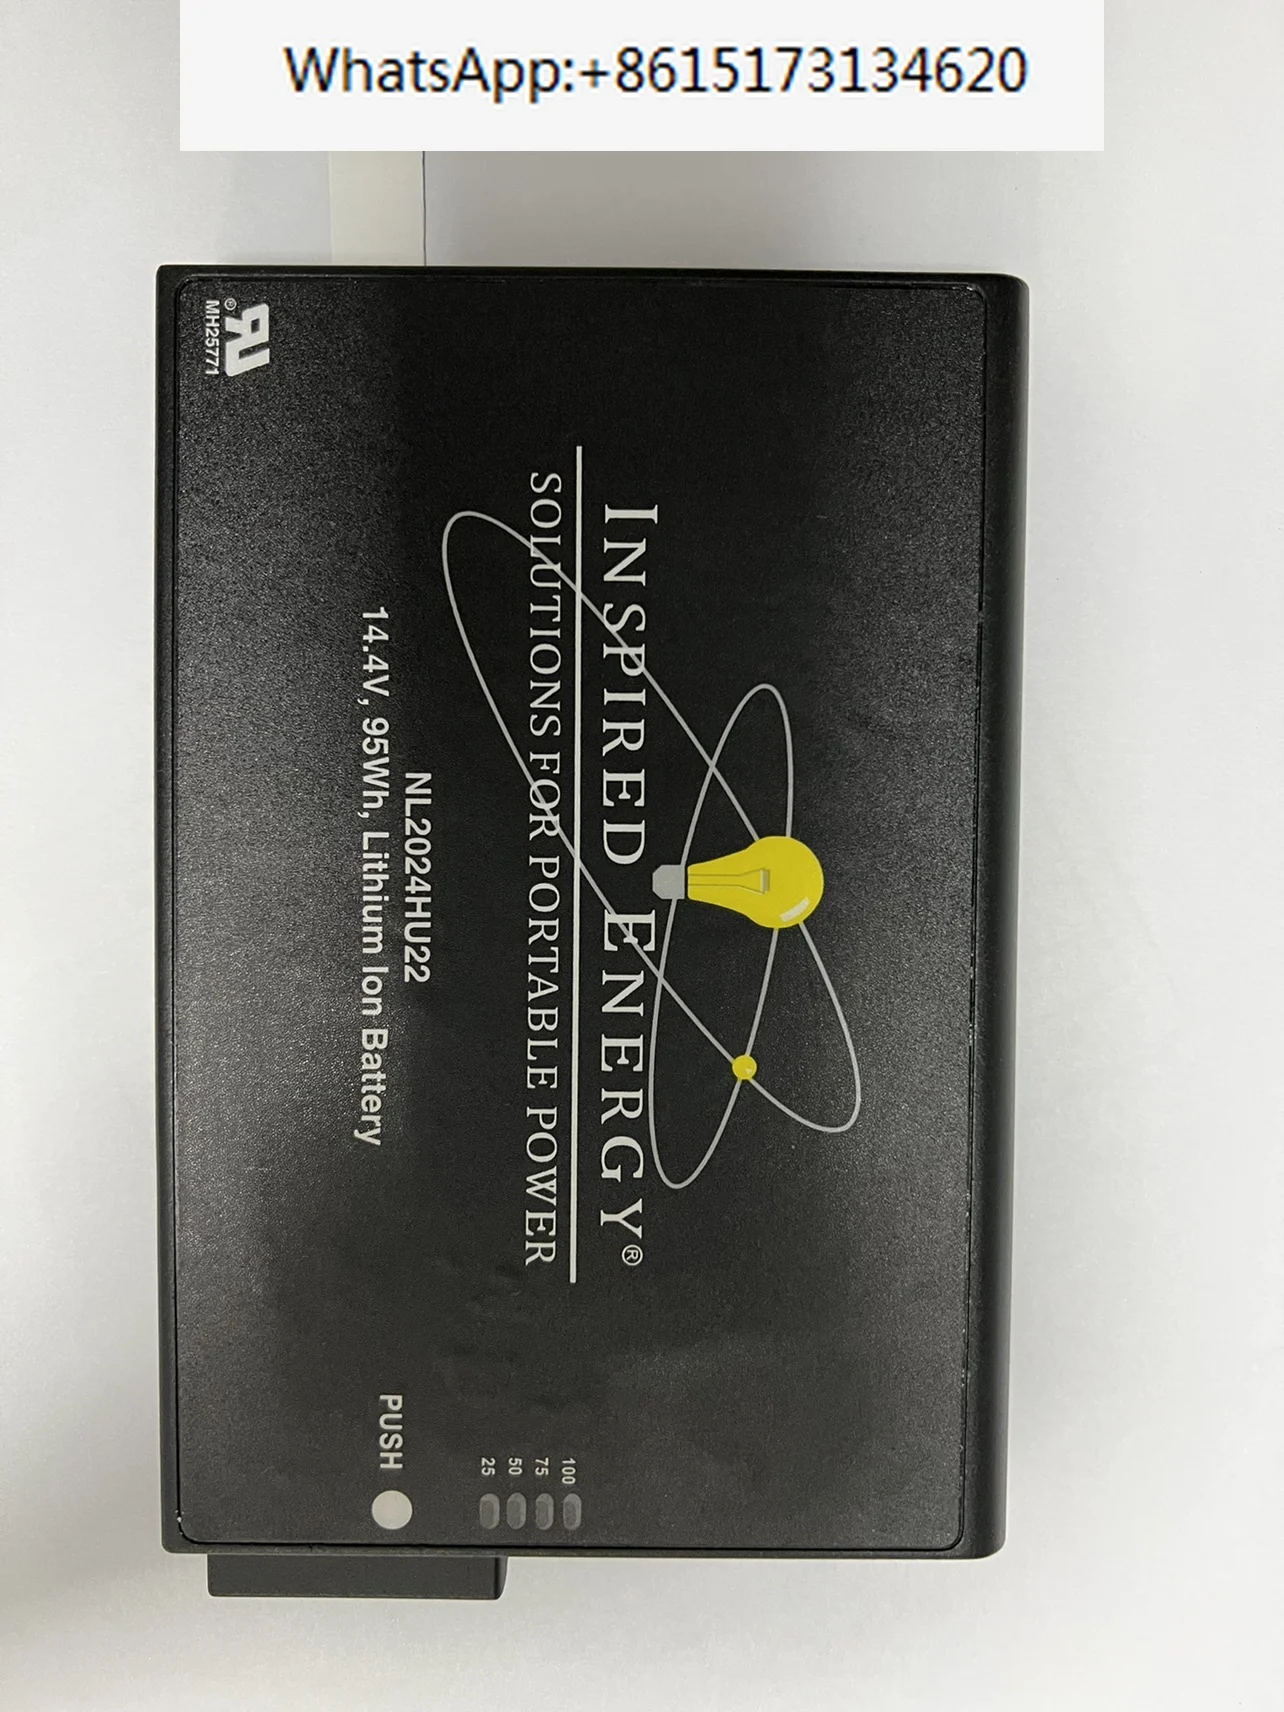 WhatsApp:+8615173134620
INSPIRED ENERGY®
SOLUTIONS FOR PORTABLE POWER
NL2024HU22
14.4V, 95Wh, Lithium Ion Battery
®
MH25771
100
75
50
25
PUSH